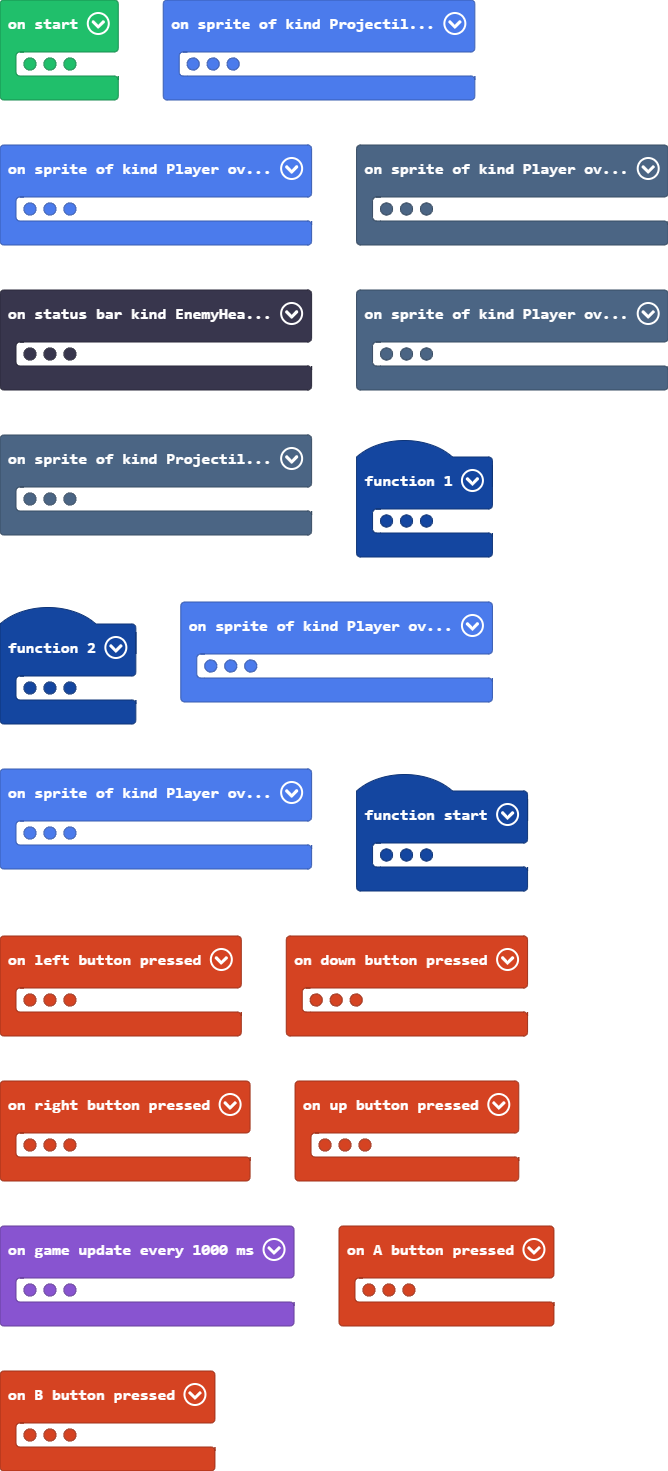 on start
on sprite of kind Projectil...
on sprite of kind Player ov...
on sprite of kind Player ov...
on status bar kind EnemyHea...
on sprite of kind Player ov...
on sprite of kind Projectil...
function 1
function 2
on sprite of kind Player ov...
on sprite of kind Player ov...
function start
on left button pressed
on down button pressed
on right button pressed
on up button pressed
on game update every 1000 ms
on A button pressed
on B button pressed